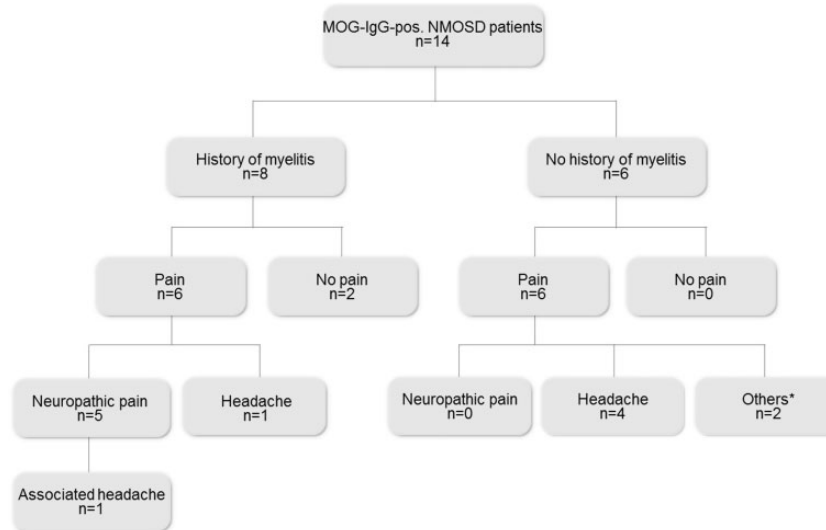 MOG-IgG-pos. NMOSD patients
n=14
History of myelitis
n=8
No history of myelitis
n=6
Pain
n=6
No pain
n=2
Pain
n=6
No pain
n=0
Neuropathic pain
n=5
Headache
n=1
Neuropathic pain
n=0
Headache
n=4
Others*
n=2
Associated headache
n=1